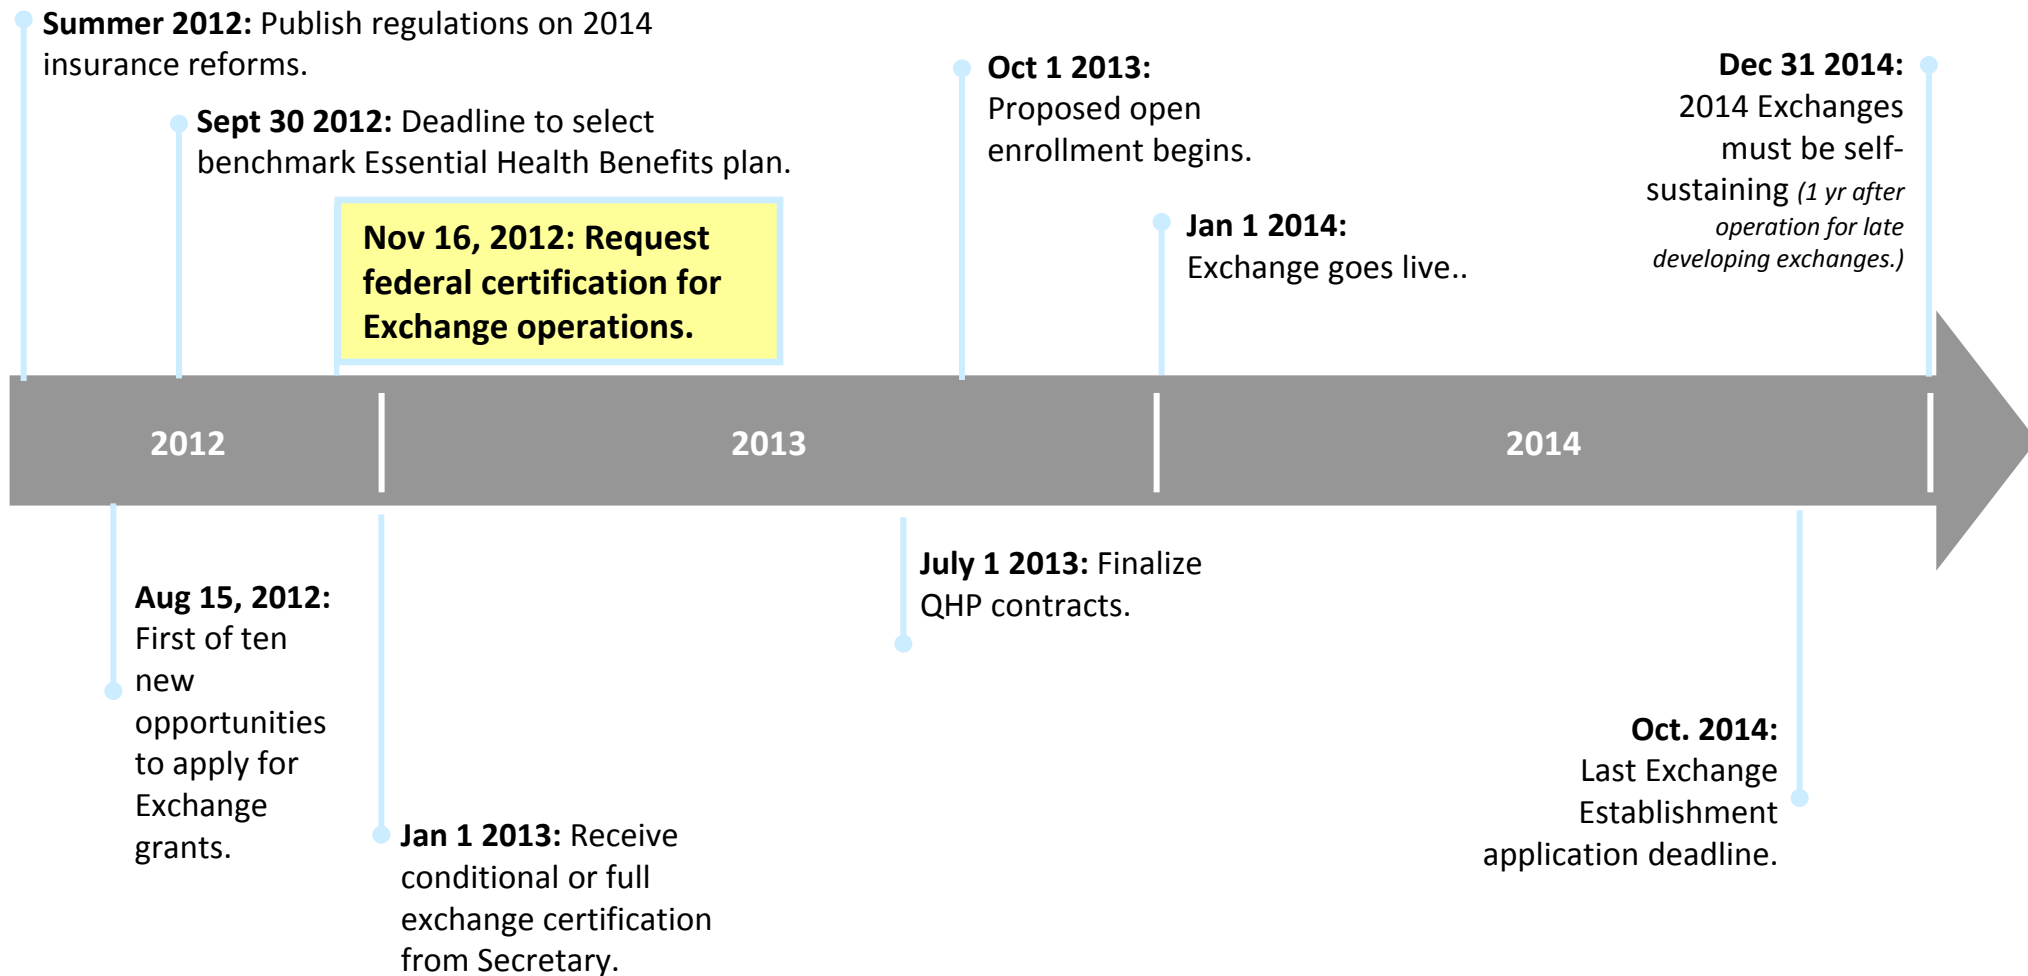 Summer 2012: Publish regulations on 2014
insurance reforms.
Sept 30 2012: Deadline to select
benchmark Essential Health Benefits plan.
Nov 16, 2012: Request
federal certification for
Exchange operations.
Oct 1 2013:
Proposed open
enrollment begins.
Jan 1 2014:
Exchange goes live..
Dec 31 2014:
2014 Exchanges
must be self-
sustaining (1 yr after
operation for late
developing exchanges.)
2012
2013
2014
Aug 15, 2012:
First of ten
new
opportunities
to apply for
Exchange
grants.
Jan 1 2013: Receive
conditional or full
exchange certification
from Secretary.
July 1 2013: Finalize
QHP contracts.
Oct. 2014:
Last Exchange
Establishment
application deadline.